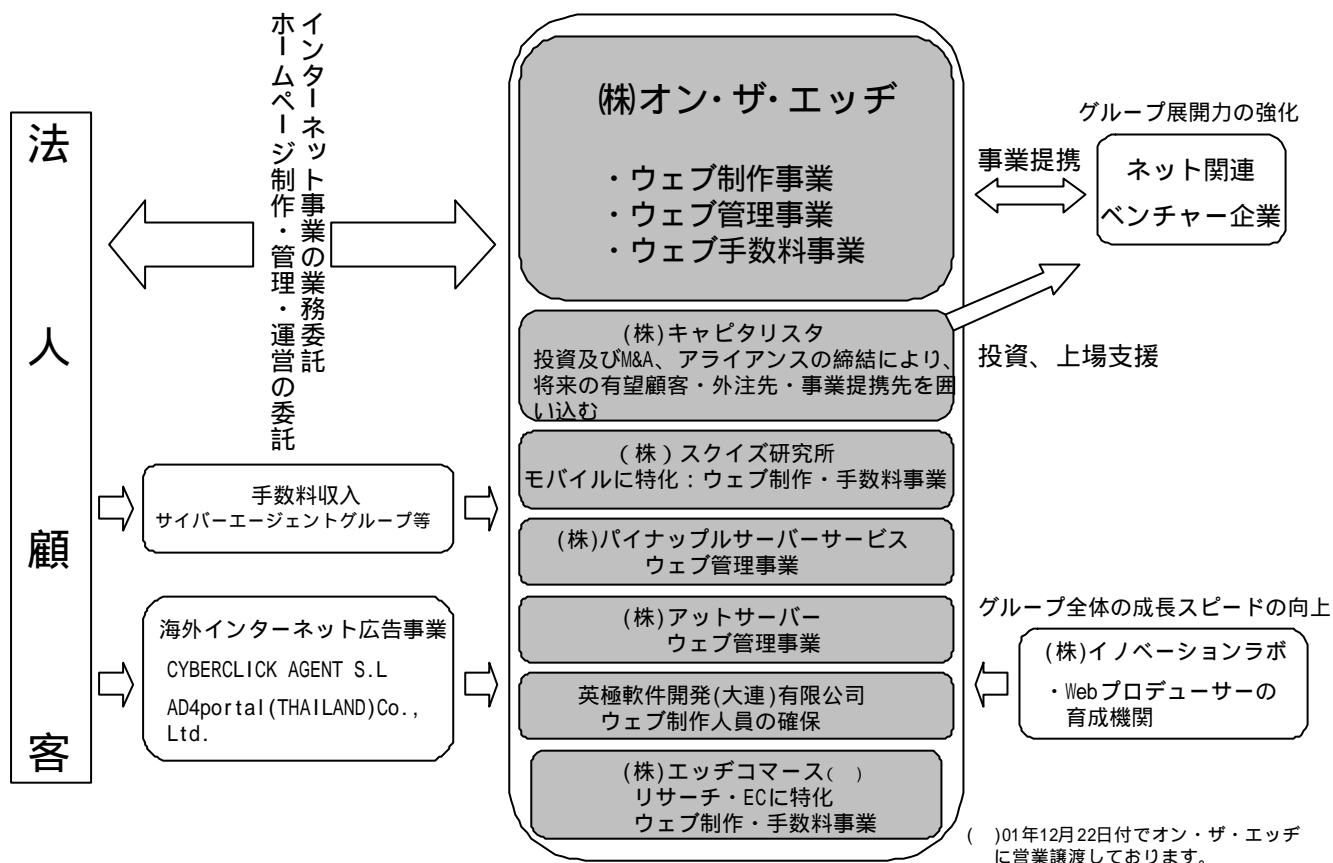 法人顧客
インターネット事業の業務委託
ホームページ制作・管理・運営の委託
㈱オン・ザ・エッヂ
・ウェブ制作事業
・ウェブ管理事業
・ウェブ手数料事業
グループ展開力の強化
事業提携
ネット関連
ベンチャー企業
(株)キャピタリスタ
投資及びM&A、アライアンスの締結により、
将来の有望顧客・外注先・事業提携先を囲
い込む
投資、上場支援
(株)スクイズ研究所
モバイルに特化：ウェブ制作・手数料事業
手数料収入
サイバーエージェントグループ等
(株)パイナップルサーバーサービス
ウェブ管理事業
海外インターネット広告事業
CYBERCLICK AGENT S.L
AD4portal(THAILAND)Co.,
Ltd.
(株)アットサーバー
ウェブ管理事業
グループ全体の成長スピードの向上
(株)イノベーションラボ
・Webプロデューサーの
育成機関
英極軟件開発(大連)有限公司
ウェブ制作人員の確保
(株)エッヂコマース( )
リサーチ・ECに特化
ウェブ制作・手数料事業
( )01年12月22日付でオン・ザ・エッヂ
に営業譲渡しております。